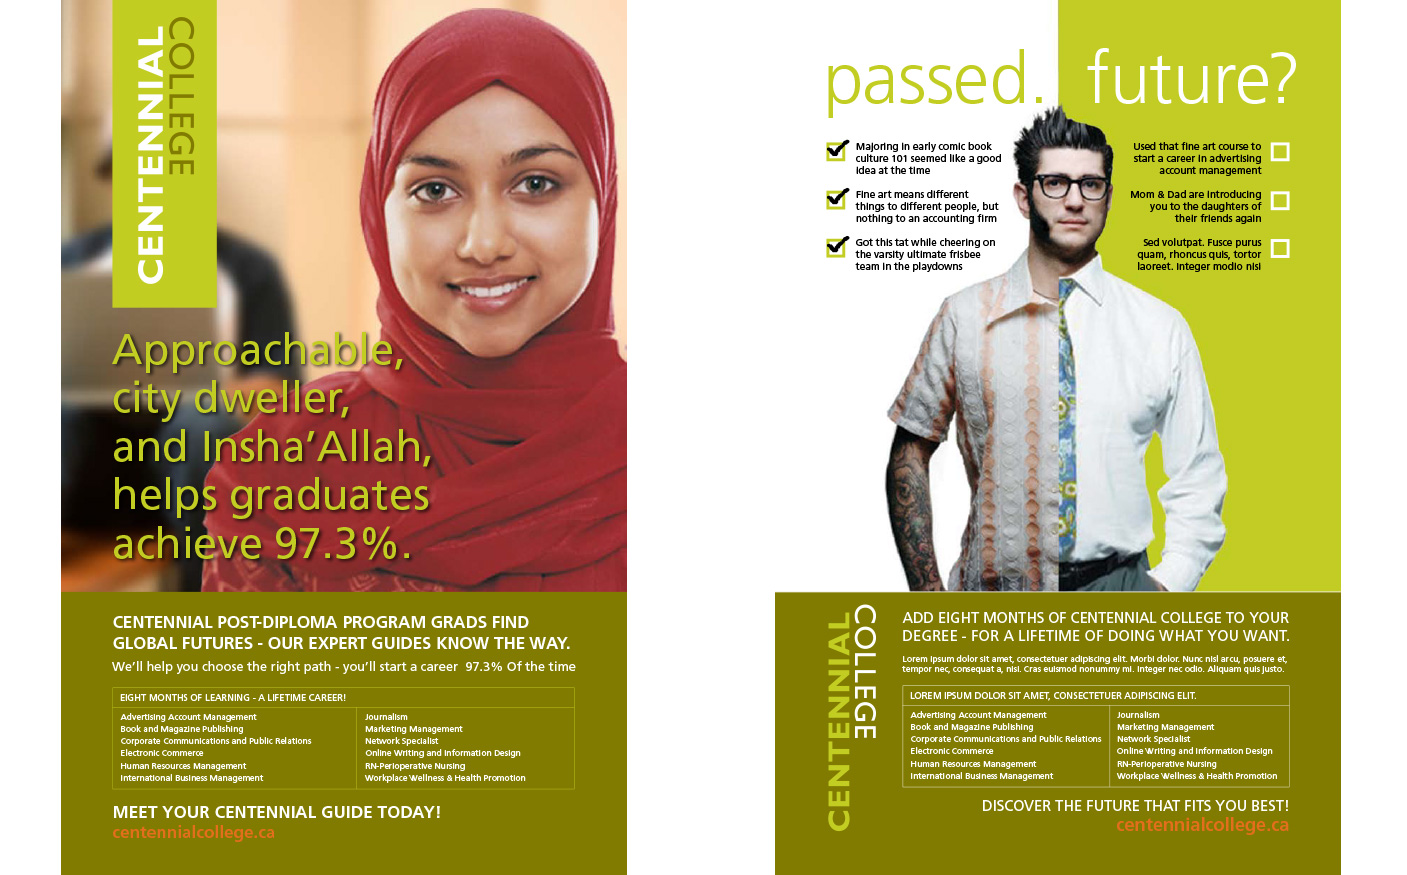 CENTENNIAL
COLLEGE
Approachable,
city dweller,
and Insha’Allah,
helps graduates
achieve 97.3%.
CENTENNIAL POST-DIPLOMA PROGRAM GRADS FIND
GLOBAL FUTURES - OUR EXPERT GUIDES KNOW THE WAY.
We’ll help you choose the right path - you’ll start a career 97.3% Of the time
EIGHT MONTHS OF LEARNING - A LIFETIME CAREER!
Advertising Account Management
Book and Magazine Publishing
Corporate Communications and Public Relations
Electronic Commerce
Human Resources Management
International Business Management
Journalism
Marketing Management
Network Specialist
Online Writing and Information Design
RN-Perioperative Nursing
Workplace Wellness & Health Promotion
MEET YOUR CENTENNIAL GUIDE TODAY!
centennialcollege.ca
passed. future?
Majoring in early comic book
culture 101 seemed like a good
idea at the time
Fine art means different
things to different people, but
nothing to an accounting firm
Got this tat while cheering on
the varsity ultimate frisbee
team in the playdowns
Used that fine art course to
start a career in advertising
account management
Mom & Dad are introducing
you to the daughters of
their friends again
Sed volutpat. Fusce purus
quam, rhoncus quis, tortor
laoreet. Integer modio nisi
CENTENNIAL
COLLEGE
ADD EIGHT MONTHS OF CENTENNIAL COLLEGE TO YOUR
DEGREE - FOR A LIFETIME OF DOING WHAT YOU WANT.
Lorem ipsum dolor sit amet, consectetuer adipiscing elit. Morbi dolor. Nunc nisl arcu, posuere et,
tempor nec, consequat a, nisl. Cras euismod nonummy mi. Integer nec odio. Aliquam quis justo.
LOREM IPSUM DOLOR SIT AMET, CONSECTETUER ADIPISCING ELIT.
Advertising Account Management
Book and Magazine Publishing
Corporate Communications and Public Relations
Electronic Commerce
Human Resources Management
International Business Management
Journalism
Marketing Management
Network Specialist
Online Writing and Information Design
RN-Perioperative Nursing
Workplace Wellness & Health Promotion
DISCOVER THE FUTURE THAT FITS YOU BEST!
centennialcollege.ca